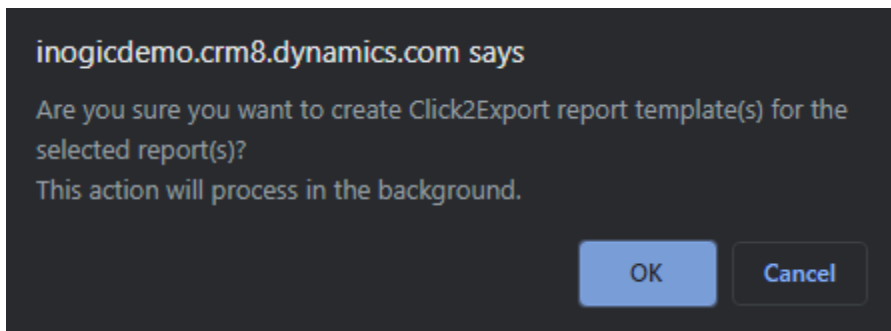 inogicdemo.crm8.dynamics.com says
Are you sure you want to create Click2Export report template(s) for the
selected report(s)?
This action will process in the background.
OK
Cancel